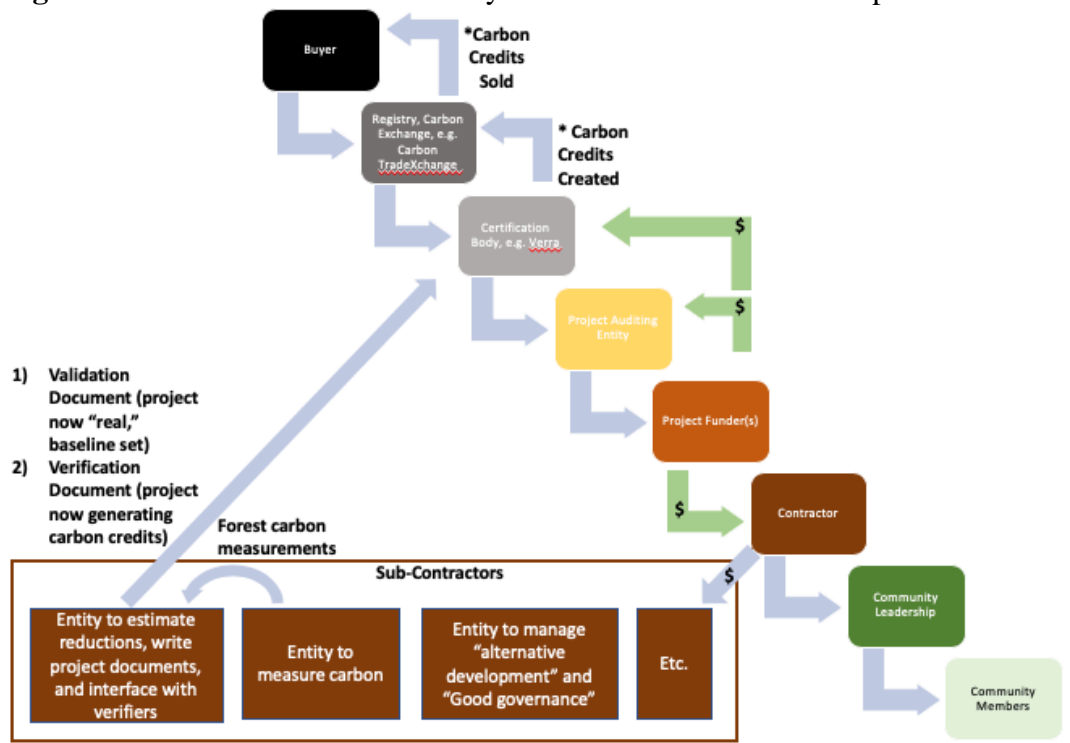 Buyer
*Carbon
Credits
Sold
Registry, Carbon
Exchange, e.g.
Carbon
TradeXchange
* Carbon
Credits
Created
Certification
Body, e.g. Verra
$
$
Project Auditing
Entity
Project Funder(s)
$
Contractor
$
Community
Leadership
Community
Members
1) Validation
Document (project
now “real,”
baseline set)
2) Verification
Document (project
now generating
carbon credits)
Forest carbon
measurements
Sub-Contractors
Entity to estimate
reductions, write
project documents,
and interface with
verifiers
Entity to
measure carbon
Entity to manage
“alternative
development” and
“Good governance”
Etc.